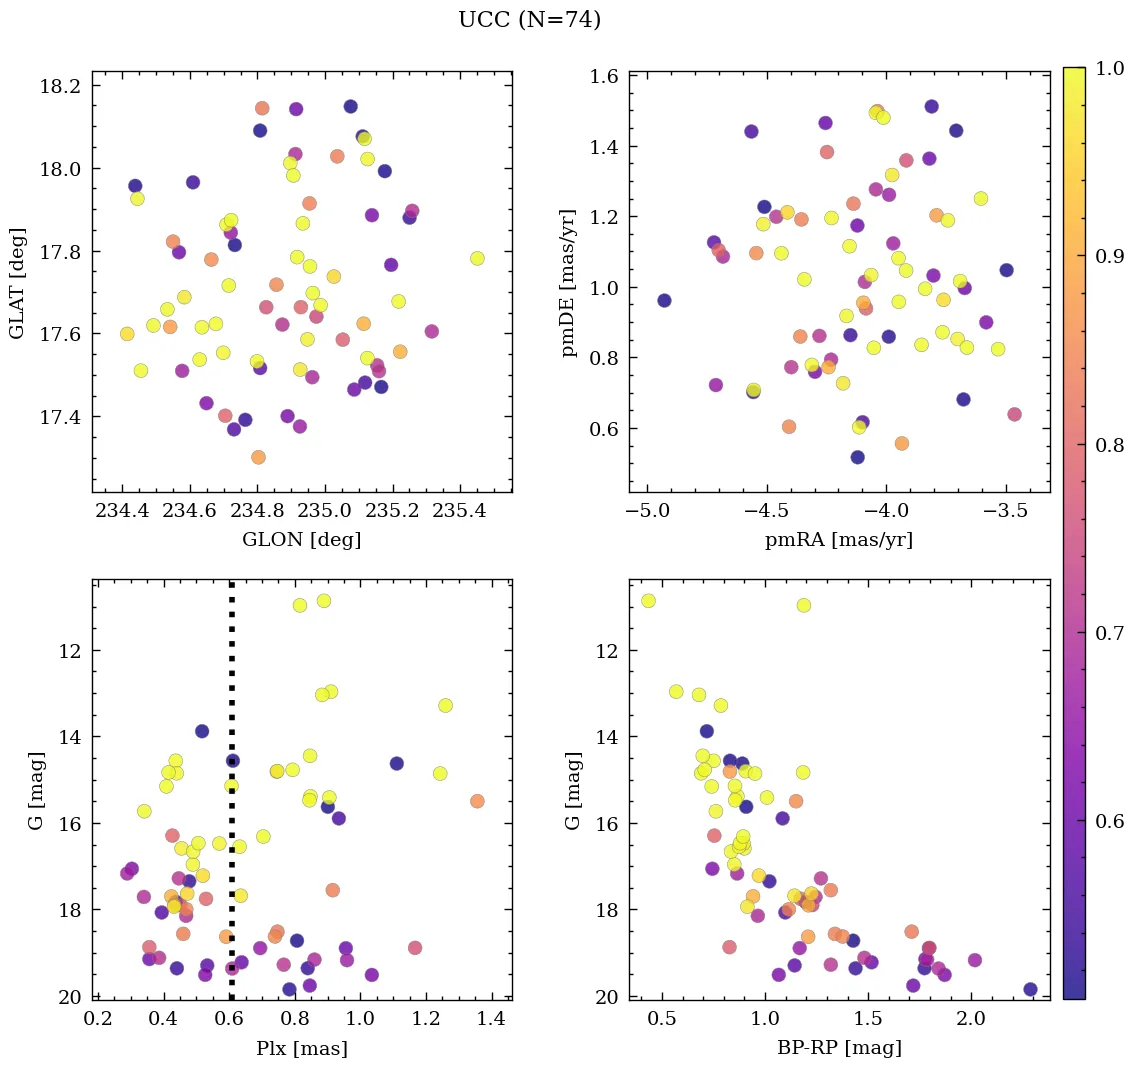 UCC (N=74)
18.2
18.0
17.8
17.6
17.4
GLAT [deg]
234.4 234.6 234.8 235.0 235.2 235.4
GLON [deg]
1.6
1.4
1.2
1.0
0.8
0.6
pmDE [mas/yr]
−5.0 −4.5 −4.0 −3.5
pmRA [mas/yr]
1.0
0.9
0.8
0.7
0.6
12
14
16
18
20
G [mag]
0.2 0.4 0.6 0.8 1.0 1.2 1.4
Plx [mas]
12
14
16
18
20
G [mag]
0.5 1.0 1.5 2.0
BP-RP [mag]